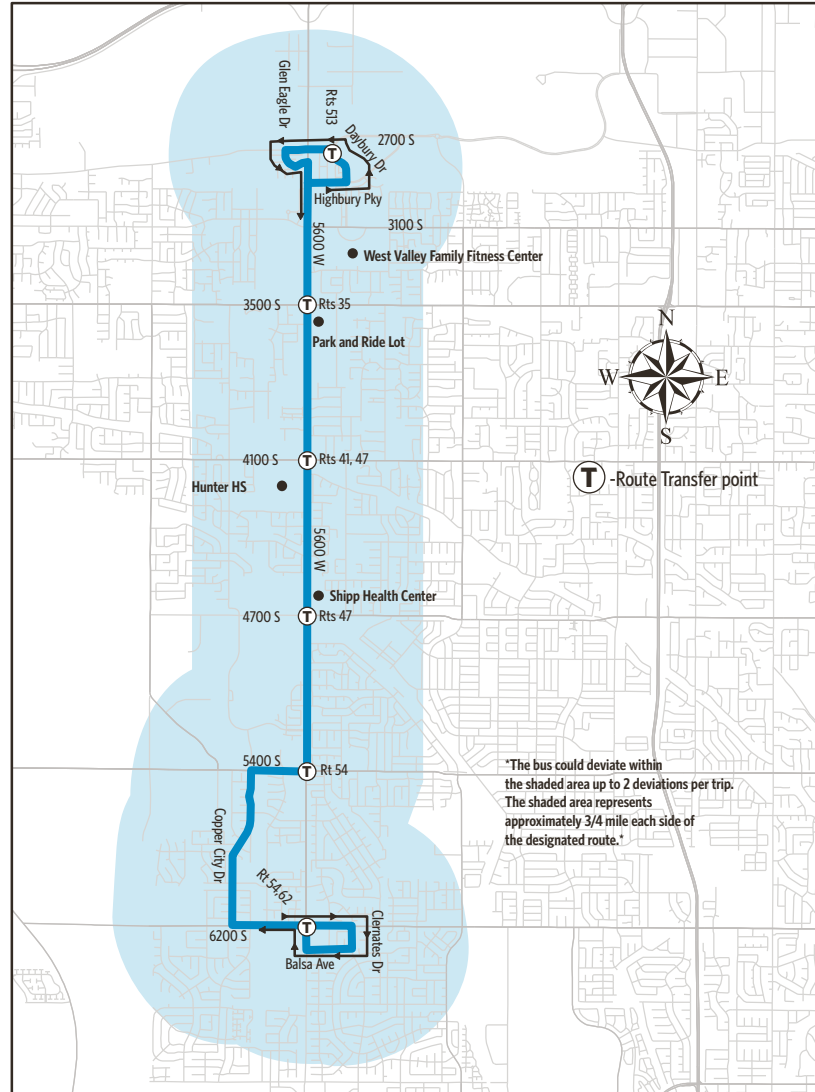 Glen Eagle Dr
Rts 513
Daybury Dr
2700 S
T
Highbury Pky
3100 S
5600 W
West Valley Family Fitness Center
3500 S
T
Rts 35
Park and Ride Lot
N
W
E
S
4100 S
T
Rts 41, 47
T
-Route Transfer point
Hunter HS
5600 W
Shipp Health Center
4700 S
T
Rts 47
5400 S
T
Rt 54
*The bus could deviate within
the shaded area up to 2 deviations per trip.
The shaded area represents
approximately 3/4 mile each side of
the designated route.*
Copper City Dr
Rt 54,62
Clernates Dr
T
6200 S
Balsa Ave